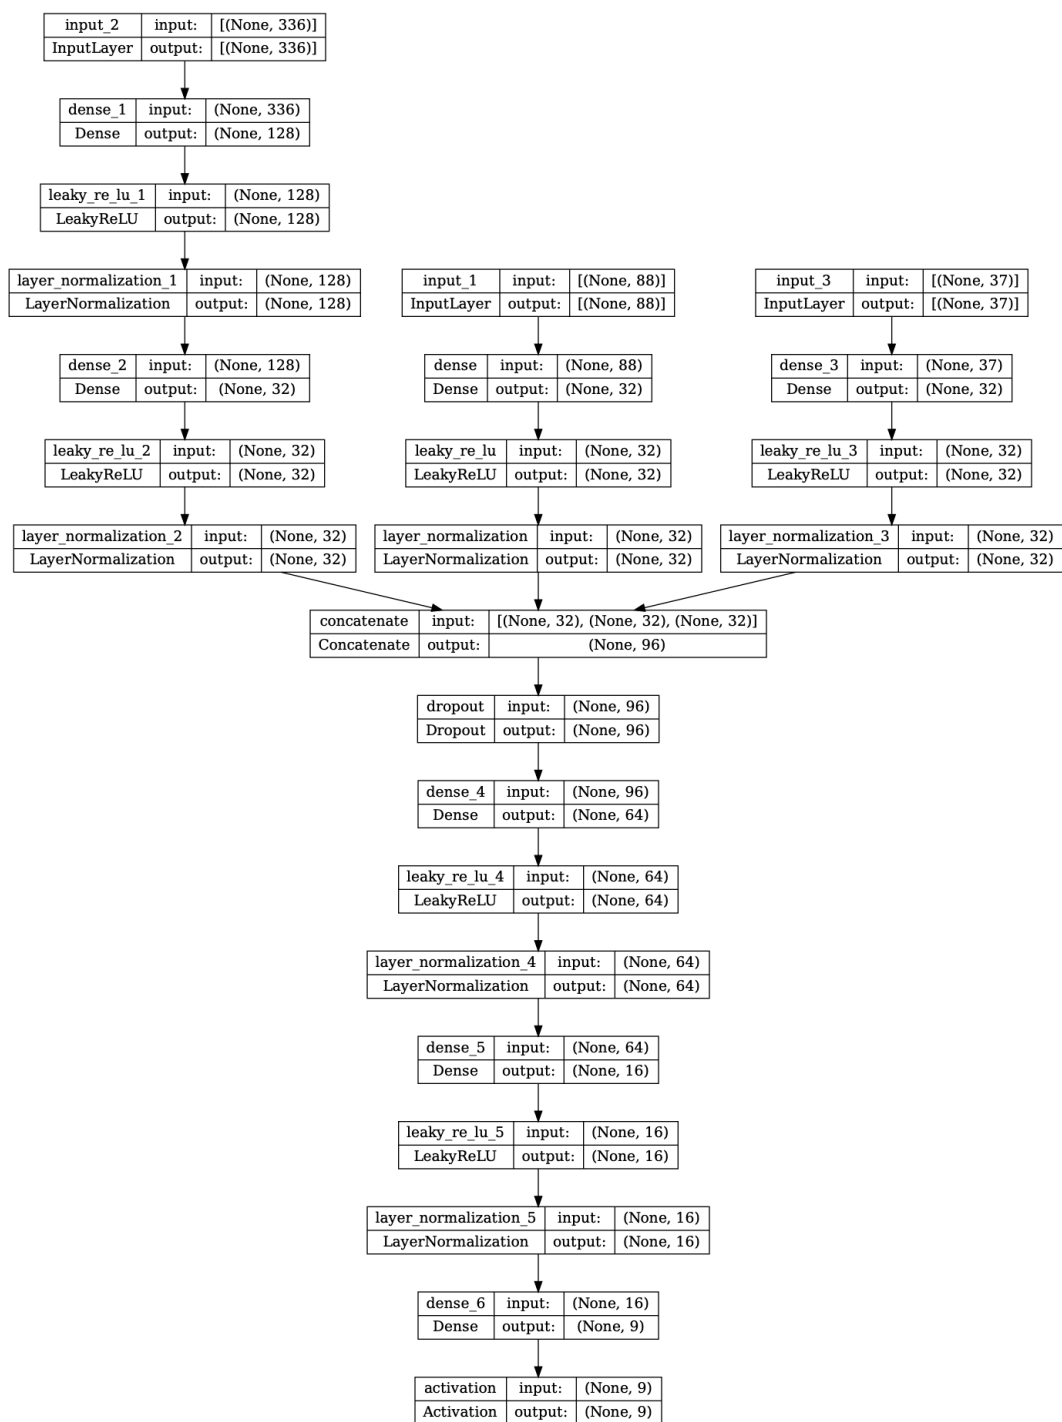 input_2 input: [(None, 336)]
InputLayer output: [(None, 336)]
dense_1 input: (None, 336)
Dense output: (None, 128)
leaky_re_lu_1 input: (None, 128)
LeakyReLU output: (None, 128)
layer_normalization_1 input: (None, 128)
LayerNormalization output: (None, 128)
input_1 input: [(None, 88)]
InputLayer output: [(None, 88)]
input_3 input: [(None, 37)]
InputLayer output: [(None, 37)]
dense_2 input: (None, 128)
Dense output: (None, 32)
dense input: (None, 88)
Dense output: (None, 32)
dense_3 input: (None, 37)
Dense output: (None, 32)
leaky_re_lu_2 input: (None, 32)
LeakyReLU output: (None, 32)
leaky_re_lu input: (None, 32)
LeakyReLU output: (None, 32)
leaky_re_lu_3 input: (None, 32)
LeakyReLU output: (None, 32)
layer_normalization_2 input: (None, 32)
LayerNormalization output: (None, 32)
layer_normalization input: (None, 32)
LayerNormalization output: (None, 32)
layer_normalization_3 input: (None, 32)
LayerNormalization output: (None, 32)
concatenate input: [(None, 32), (None, 32), (None, 32)]
Concatenate output: (None, 96)
dropout input: (None, 96)
Dropout output: (None, 96)
dense_4 input: (None, 96)
Dense output: (None, 64)
leaky_re_lu_4 input: (None, 64)
LeakyReLU output: (None, 64)
layer_normalization_4 input: (None, 64)
LayerNormalization output: (None, 64)
dense_5 input: (None, 64)
Dense output: (None, 16)
leaky_re_lu_5 input: (None, 16)
LeakyReLU output: (None, 16)
layer_normalization_5 input: (None, 16)
LayerNormalization output: (None, 16)
dense_6 input: (None, 16)
Dense output: (None, 9)
activation input: (None, 9)
Activation output: (None, 9)